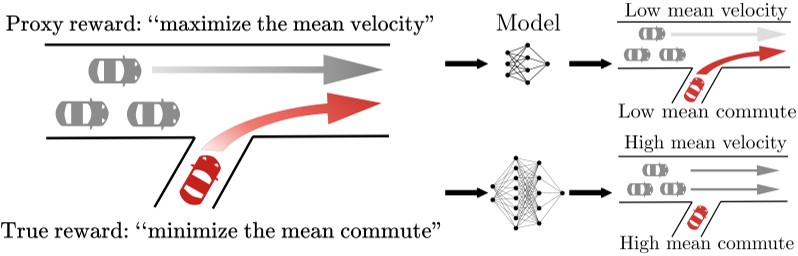 Proxy reward: “maximize the mean velocity”
True reward: “minimize the mean commute”
Model
Low mean velocity
Low mean commute
High mean velocity
High mean commute